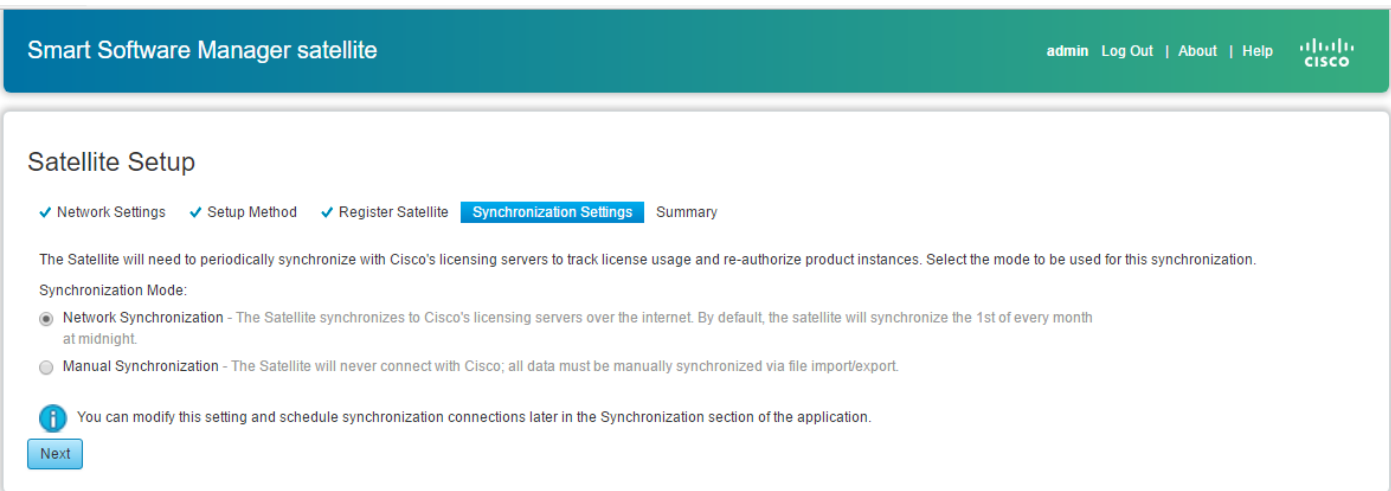 Smart Software Manager satellite
admin Log Out | About | Help
CISCO
Satellite Setup
Network Settings Setup Method Register Satellite Synchronization Settings Summary
The Satellite will need to periodically synchronize with Cisco's licensing servers to track license usage and re-authorize product instances. Select the mode to be used for this synchronization.
Synchronization Mode:
Network Synchronization - The Satellite synchronizes to Cisco's licensing servers over the internet. By default, the satellite will synchronize the 1st of every month
at midnight.
Manual Synchronization - The Satellite will never connect with Cisco; all data must be manually synchronized via file import/export.
You can modify this setting and schedule synchronization connections later in the Synchronization section of the application.
Next